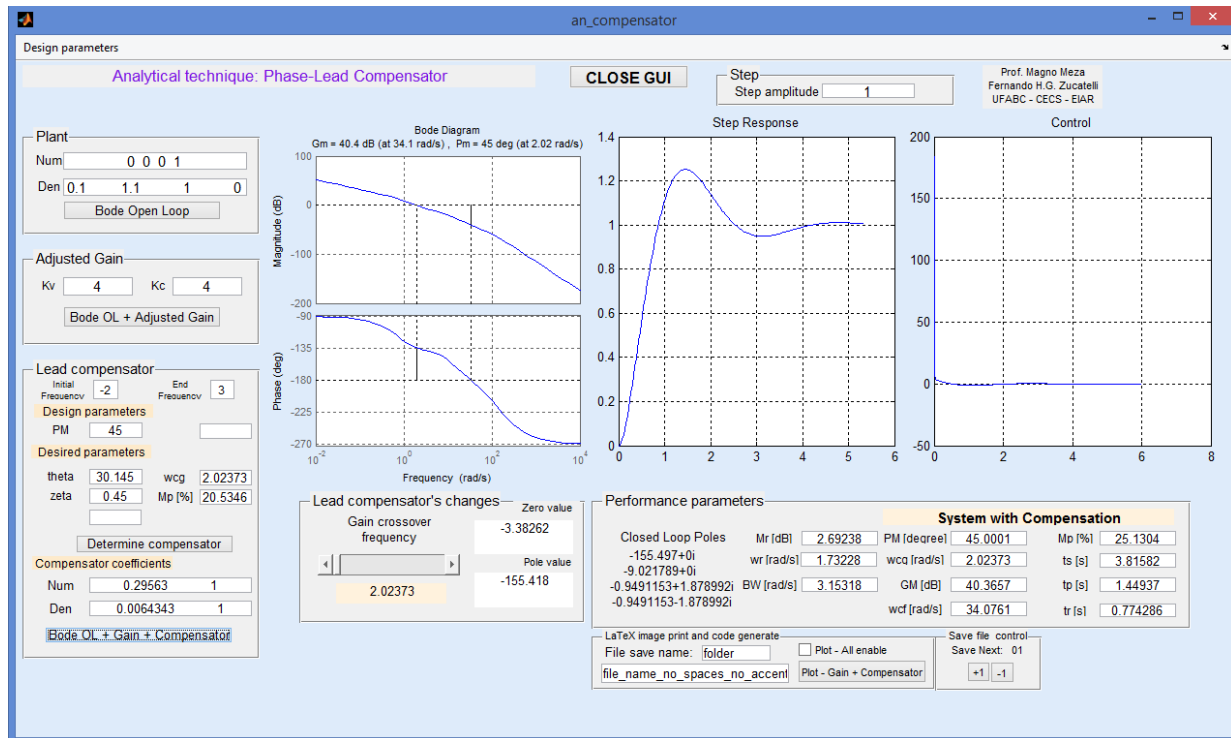 an_compensator
Design parameters
Analytical technique: Phase-Lead Compensator
CLOSE GUI
Step
Step amplitude 1
Prof. Magno Meza
Fernando H.G. Zucatelli
UFABC - CECS - EIAR
Plant
Num 0 0 0 1
Den 0.1 1.1 1 0
Bode Open Loop
Adjusted Gain
Kv 4 Kc 4
Bode OL + Adjusted Gain
Lead compensator
Initial Frequency -2 End Frequency 3
Design parameters
PM 45
Desired parameters
theta 30.145 wcg 2.02373
zeta 0.45 Mp [%] 20.5346
Determine compensator
Compensator coefficients
Num 0.29563 1
Den 0.0064343 1
Bode OL + Gain + Compensator
Bode Diagram
Gm = 40.4 dB (at 34.1 rad/s) , Pm = 45 deg (at 2.02 rad/s)
Magnitude (dB)
100
0
-100
-200
Phase (deg)
-90
-135
-180
-225
-270
10^-2 10^0 10^2 10^4
Frequency (rad/s)
Step Response
1.4
1.2
1
0.8
0.6
0.4
0.2
0
0 1 2 3 4 5 6
Control
200
150
100
50
0
-50
0 2 4 6 8
Lead compensator's changes
Gain crossover
frequency
2.02373
Zero value
-3.38262
Pole value
-155.418
Performance parameters
System with Compensation
Closed Loop Poles
-155.497+0i
-9.021789+0i
-0.9491153+1.878992i
-0.9491153-1.878992i
Mr [dB] 2.69238 PM [degree] 45.0001 Mp [%] 25.1304
wr [rad/s] 1.73228 wcg [rad/s] 2.02373 ts [s] 3.81582
BW [rad/s] 3.15318 GM [dB] 40.3657 tp [s] 1.44937
wcf [rad/s] 34.0761 tr [s] 0.774286
LaTeX image print and code generate
File save name: folder Plot - All enable
file_name_no_spaces_no_accent Plot - Gain + Compensator
Save file control
Save Next: 01
+1 -1